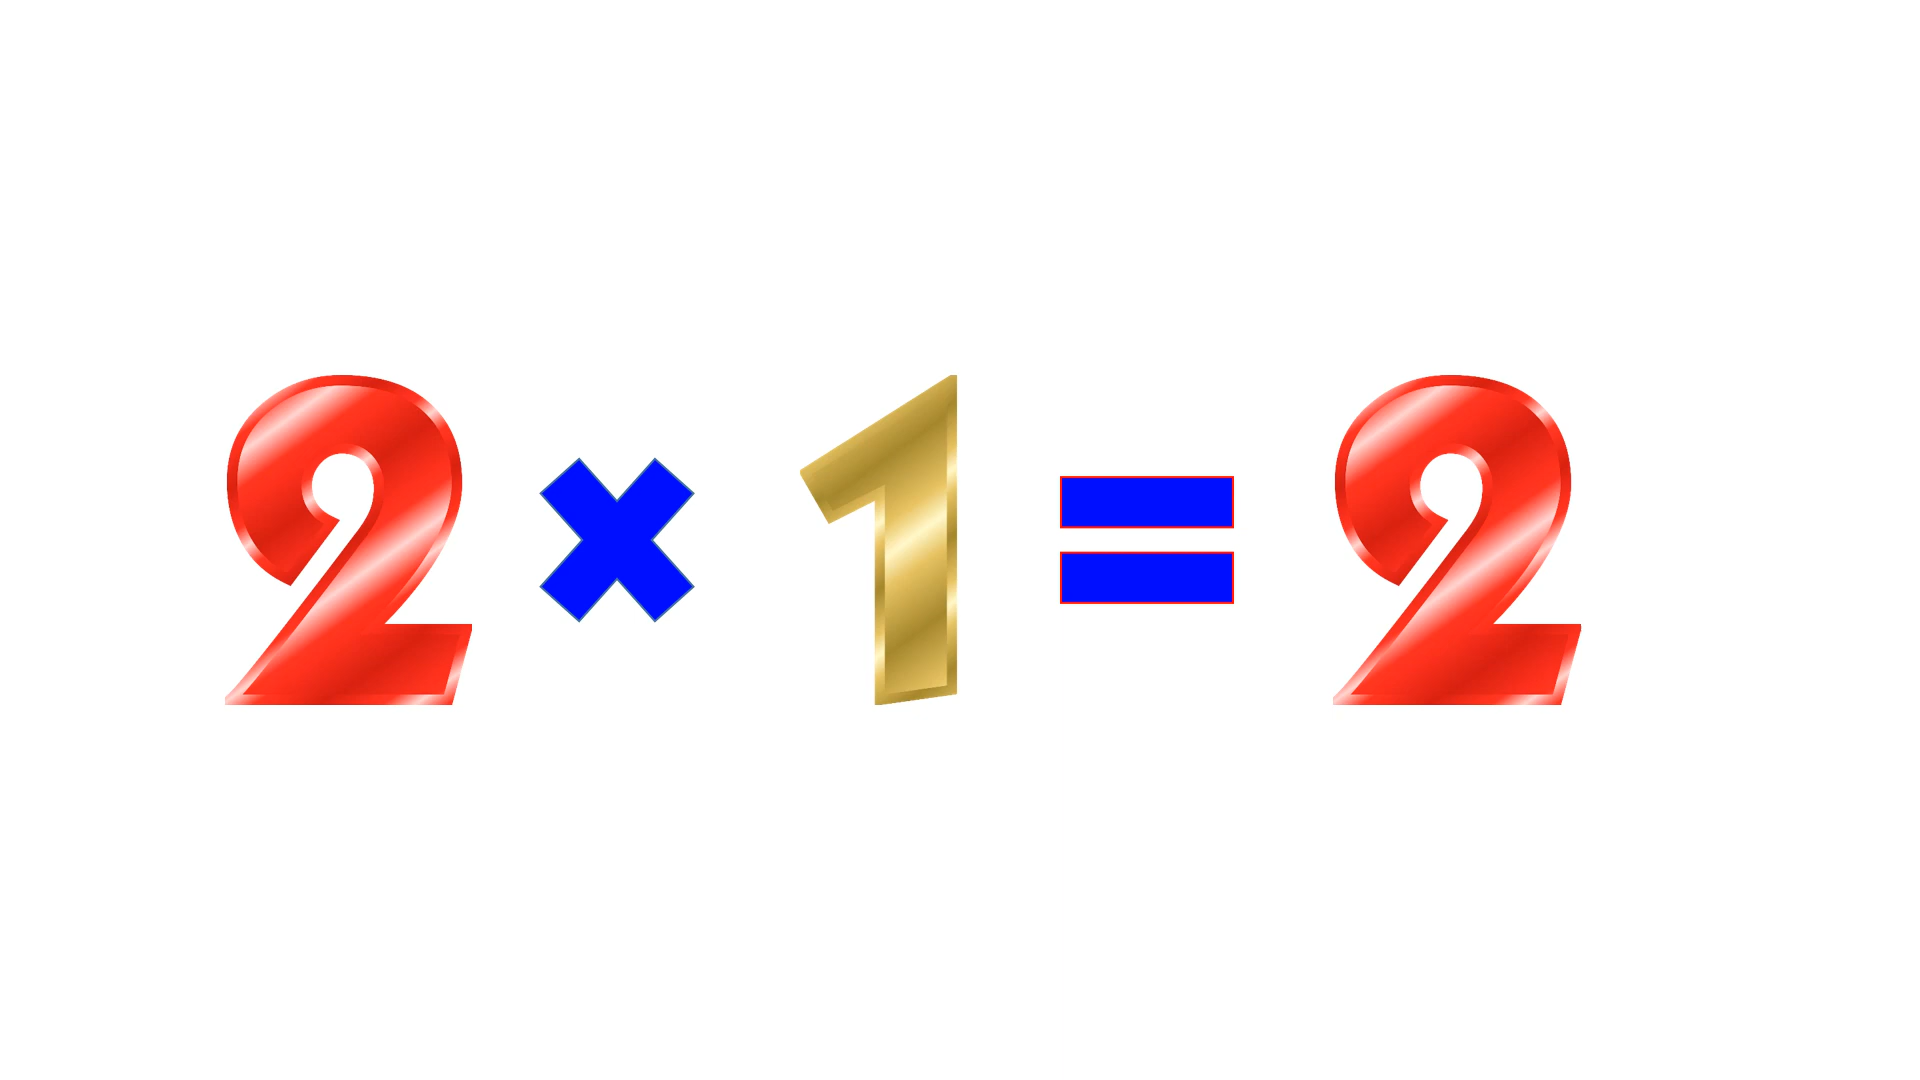 2 × 1 = 2